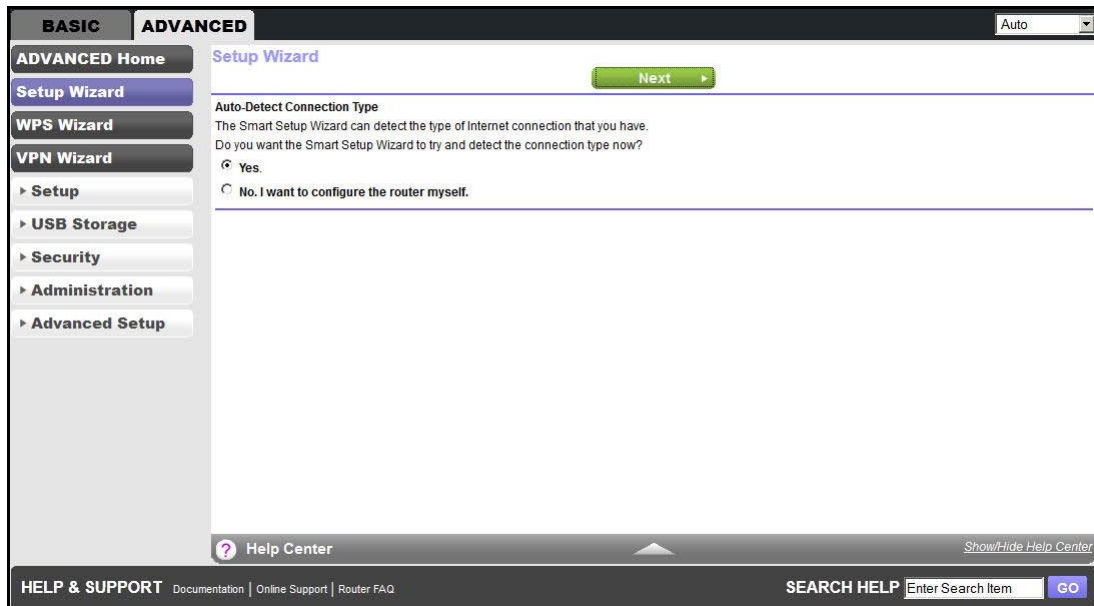 BASIC ADVANCED Auto
ADVANCED Home
Setup Wizard
WPS Wizard
VPN Wizard
Setup
USB Storage
Security
Administration
Advanced Setup
Setup Wizard
Next
Auto-Detect Connection Type
The Smart Setup Wizard can detect the type of Internet connection that you have.
Do you want the Smart Setup Wizard to try and detect the connection type now?
Yes.
No. I want to configure the router myself.
? Help Center Show/Hide Help Center
HELP & SUPPORT Documentation | Online Support | Router FAQ SEARCH HELP Enter Search Item GO